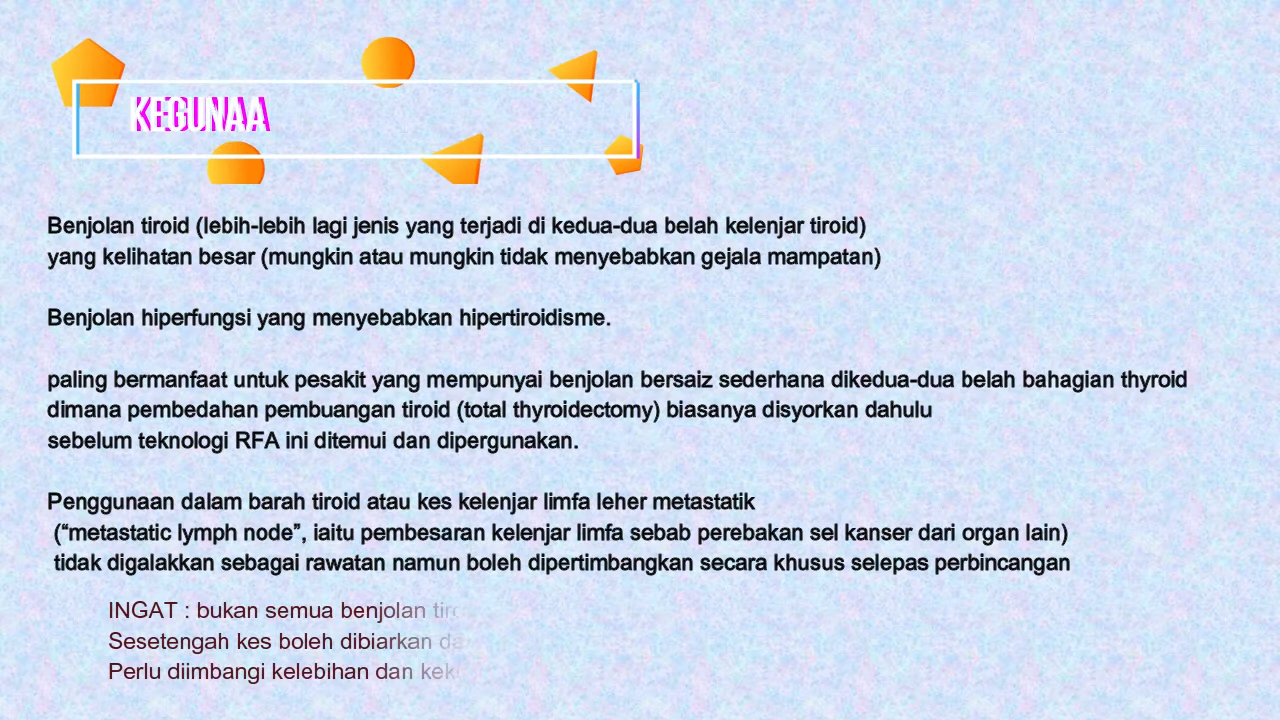 KEGUNAA
Benjolan tiroid (lebih-lebih lagi jenis yang terjadi di kedua-dua belah kelenjar tiroid)
yang kelihatan besar (mungkin atau mungkin tidak menyebabkan gejala mampatan)
Benjolan hiperfungsi yang menyebabkan hipertiroidisme.
paling bermanfaat untuk pesakit yang mempunyai benjolan bersaiz sederhana dikedua-dua belah bahagian thyroid
dimana pembedahan pembuangan tiroid (total thyroidectomy) biasanya disyorkan dahulu
sebelum teknologi RFA ini ditemui dan dipergunakan.
Penggunaan dalam barah tiroid atau kes kelenjar limfa leher metastatik
(“metastatic lymph node”, iaitu pembesaran kelenjar limfa sebab perebakan sel kanser dari organ lain)
tidak digalakkan sebagai rawatan namun boleh dipertimbangkan secara khusus selepas perbincangan
INGAT : bukan semua benjolan
Sesetengah kes boleh dibiarkan
Perlu diimbangi kelebihan dan